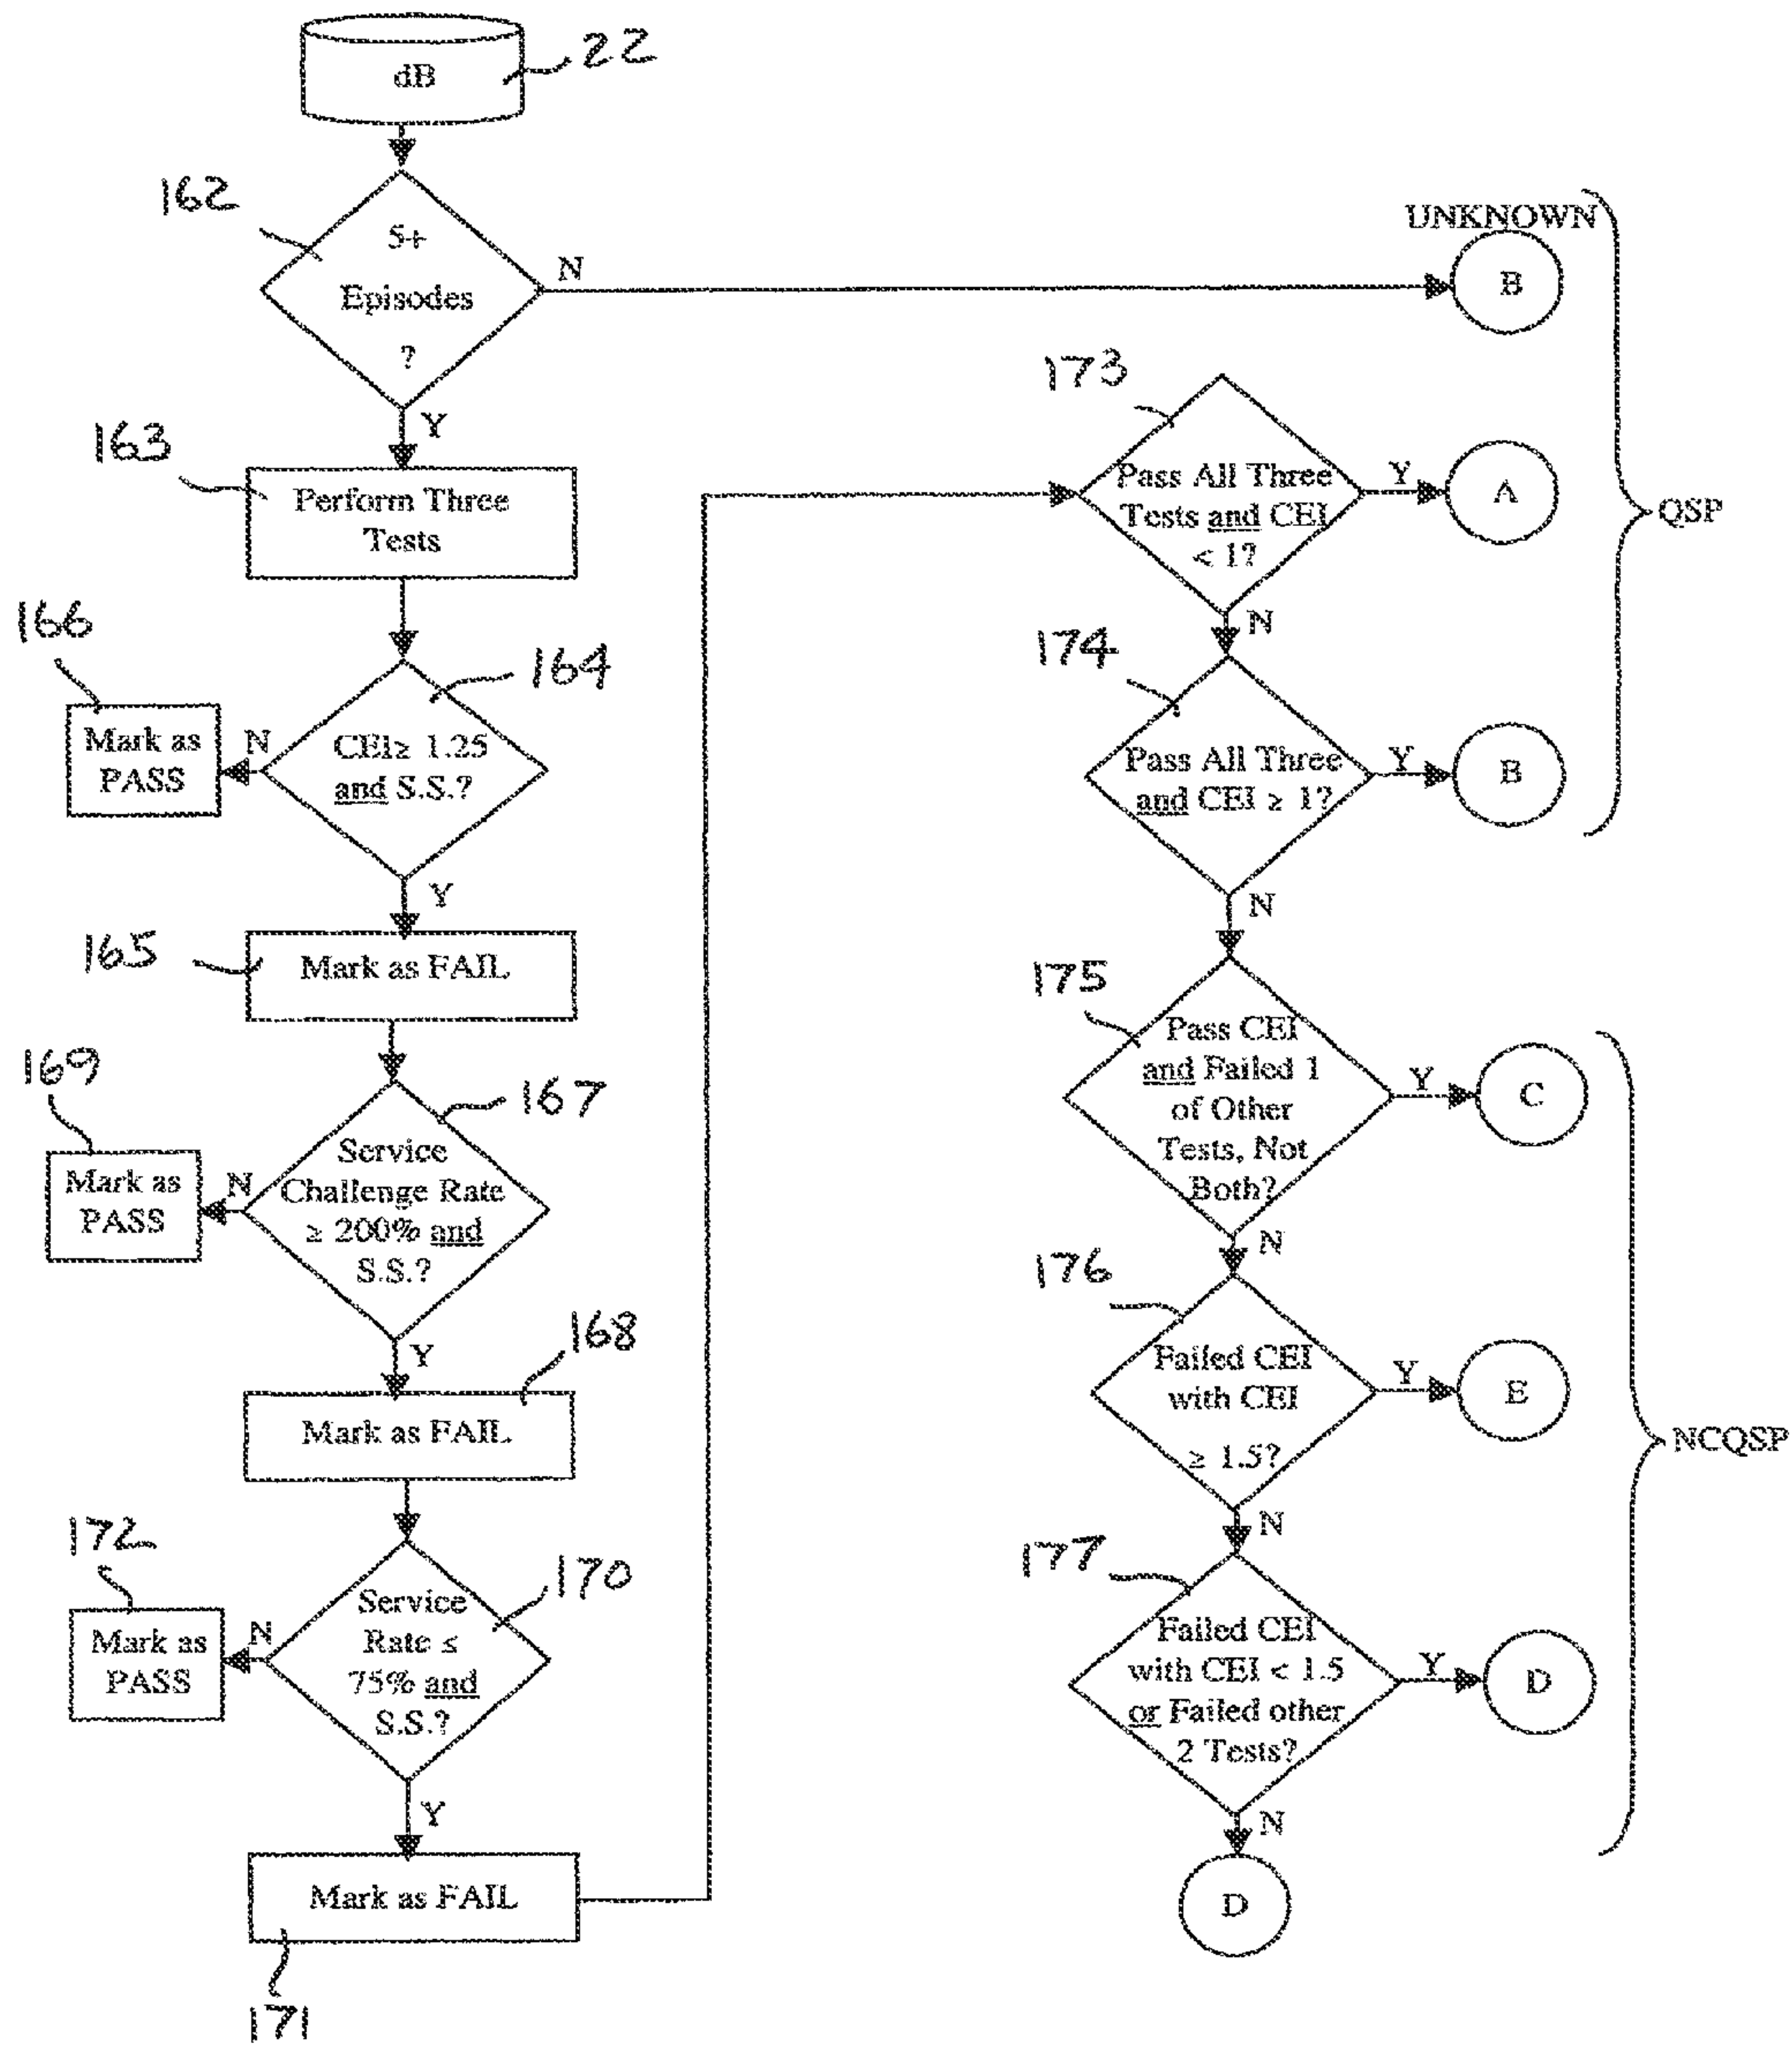 dB
22
162
5+
Episodes
?
N
Y
UNKNOWN
B
163
Perform Three
Tests
166
Mark as
PASS
N
164
CEI≥ 1.25
and S.S.?
Y
165
Mark as FAIL
169
Mark as
PASS
N
167
Service
Challenge Rate
≥ 200% and
S.S.?
Y
168
Mark as FAIL
172
Mark as
PASS
N
170
Service
Rate ≤
75% and
S.S.?
Y
Mark as FAIL
171
173
Pass All Three
Tests and CEI
< 1?
Y
A
N
QSP
174
Pass All Three
and CEI ≥ 1?
Y
B
N
175
Pass CEI
and Failed 1
of Other
Tests, Not
Both?
Y
C
N
176
Failed CEI
with CEI
≥ 1.5?
Y
E
N
NCQSP
177
Failed CEI
with CEI < 1.5
or Failed other
2 Tests?
Y
D
N
D